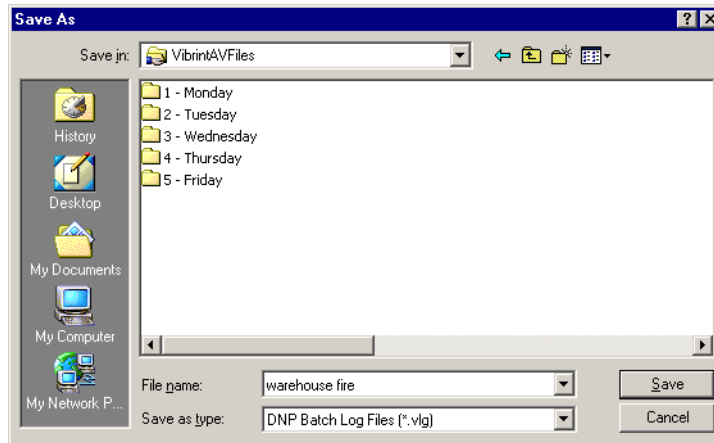 Save As
Save in: VibrintAVFiles
1 - Monday
2 - Tuesday
3 - Wednesday
4 - Thursday
5 - Friday
History
Desktop
My Documents
My Computer
My Network P...
File name: warehouse fire Save
Save as type: DNP Batch Log Files (*.vlg) Cancel